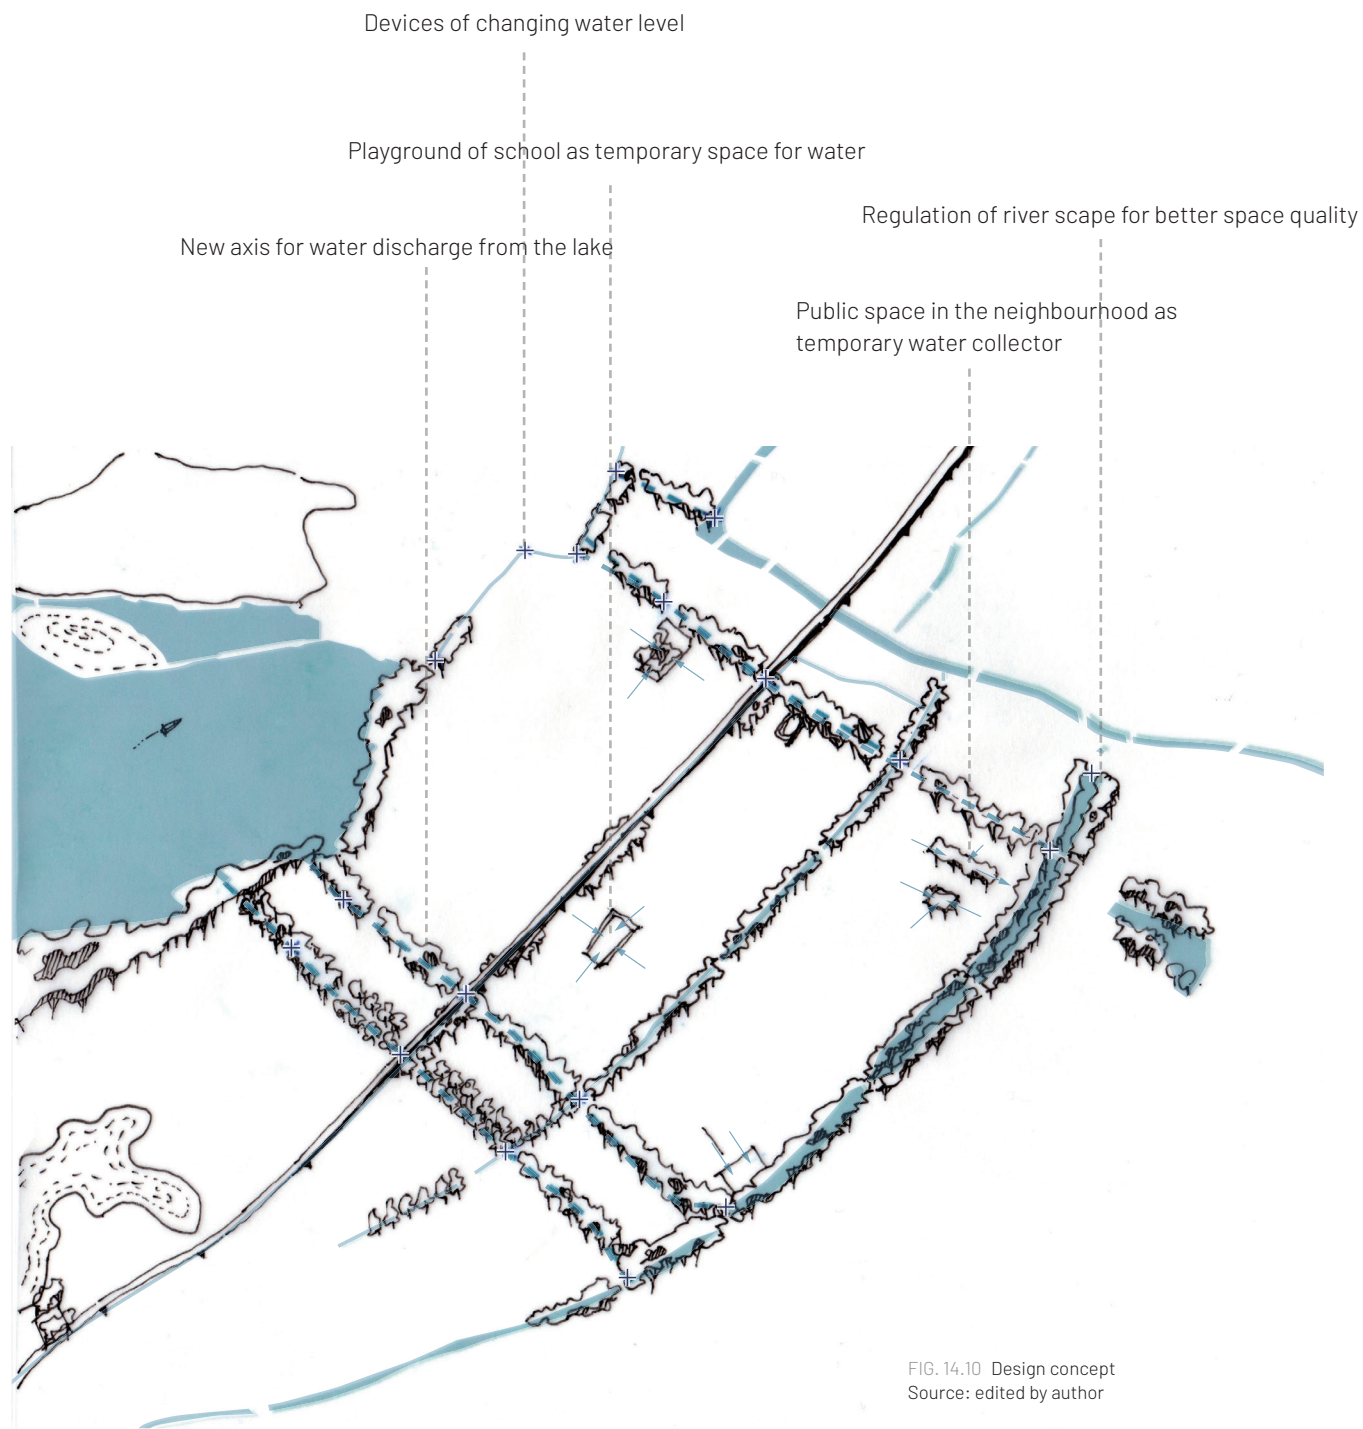 Devices of changing water level
Playground of school as temporary space for water
Regulation of river scape for better space quality
New axis for water discharge from the lake
Public space in the neighbourhood as
temporary water collector
FIG. 14.10 Design concept
Source: edited by author